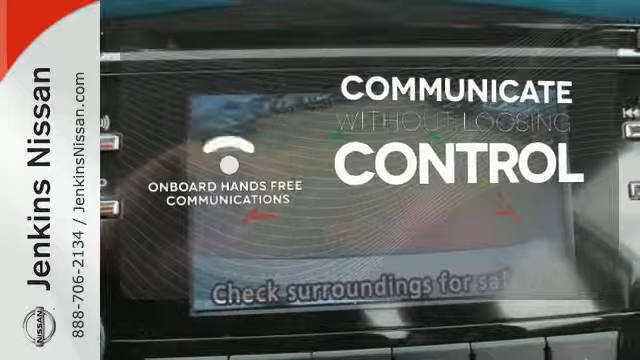 Jenkins Nissan
888-706-2134 / JenkinsNissan.com
NISSAN
COMMUNICATE
WITHOUT LOOSING
CONTROL
ONBOARD HANDS FREE
COMMUNICATIONS
Check surroundings for